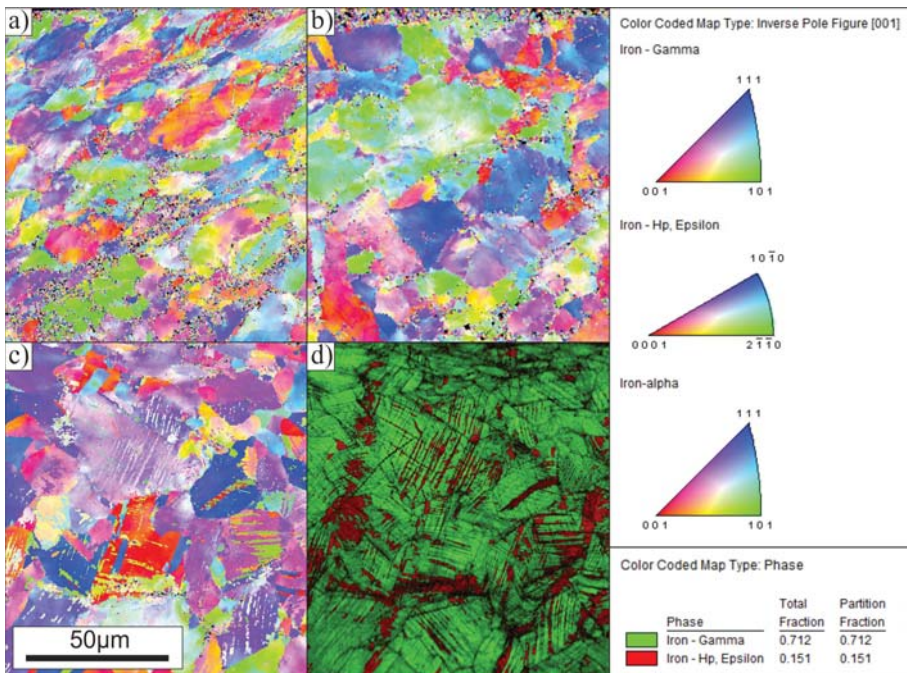 a)
b)
c)
d)
50μm
Color Coded Map Type: Inverse Pole Figure [001]
Iron - Gamma
1 1 1
0 0 1
1 0 1
Iron - Hp, Epsilon
1 0 1̄ 0
0 0 0 1
2 1̄ 1̄ 0
Iron-alpha
1 1 1
0 0 1
1 0 1
Color Coded Map Type: Phase
Total Partition
Phase Fraction Fraction
Iron - Gamma 0.712 0.712
Iron - Hp, Epsilon 0.151 0.151